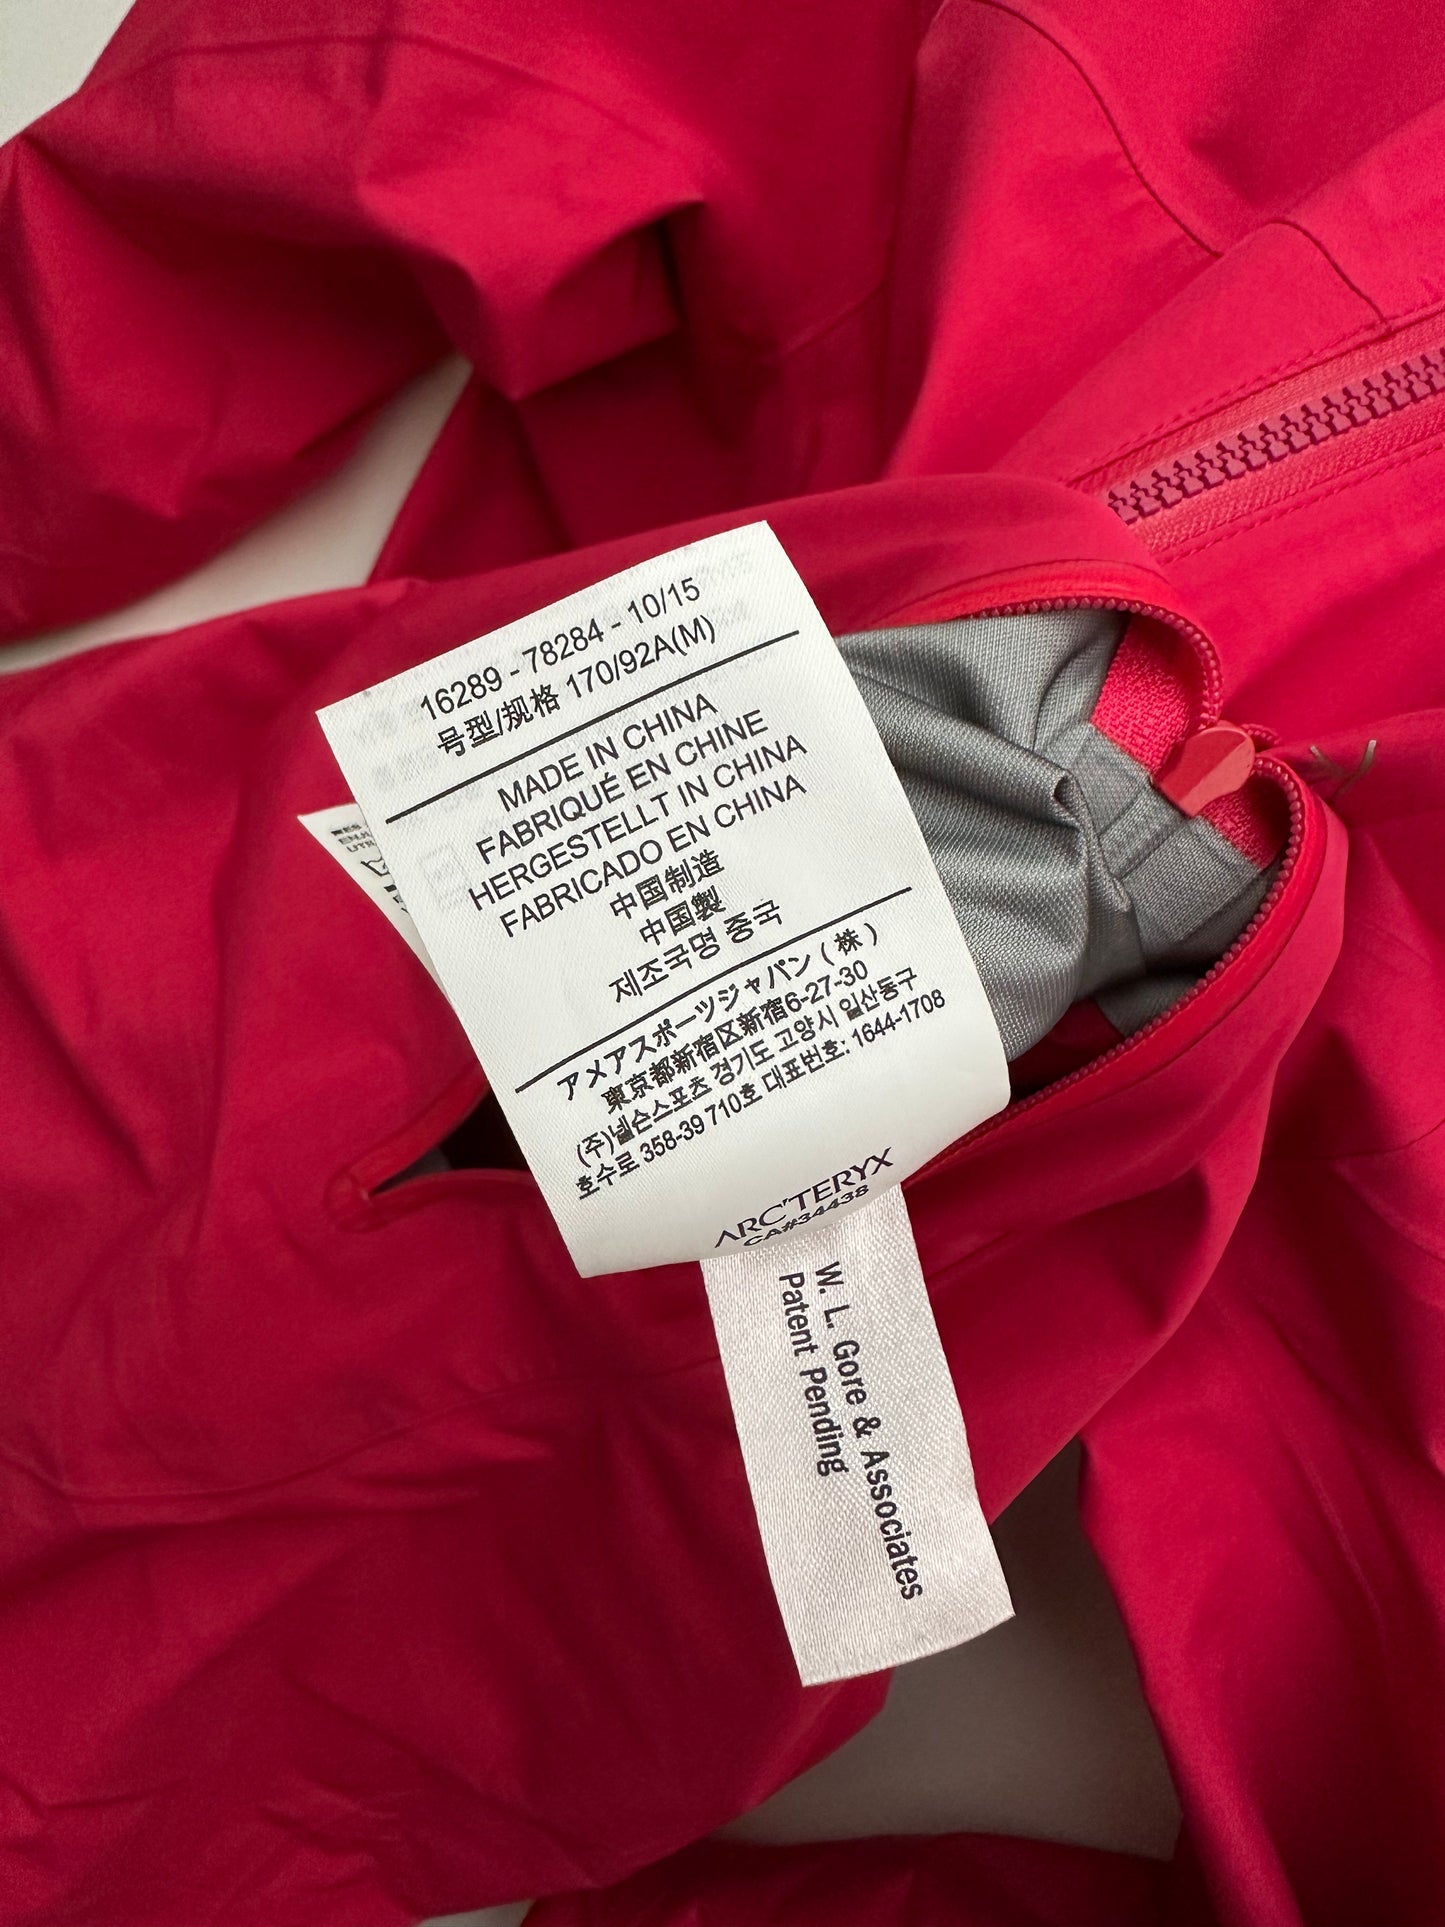 16289 - 78284 - 10/15
号型/规格 170/92A(M)
MADE IN CHINA
FABRIQUÉ EN CHINE
HERGESTELLT IN CHINA
FABRICADO EN CHINA
中国制造
中国製
제조국명 중국
アメアスポーツジャパン(株)
東京都新宿区新宿6-27-30
(주)넬슨스포츠 경기도 고양시 일산동구
호수로 358-39 710호 대표번호: 1644-1708
ARC'TERYX
CA#34438
W. L. Gore & Associates
Patent Pending